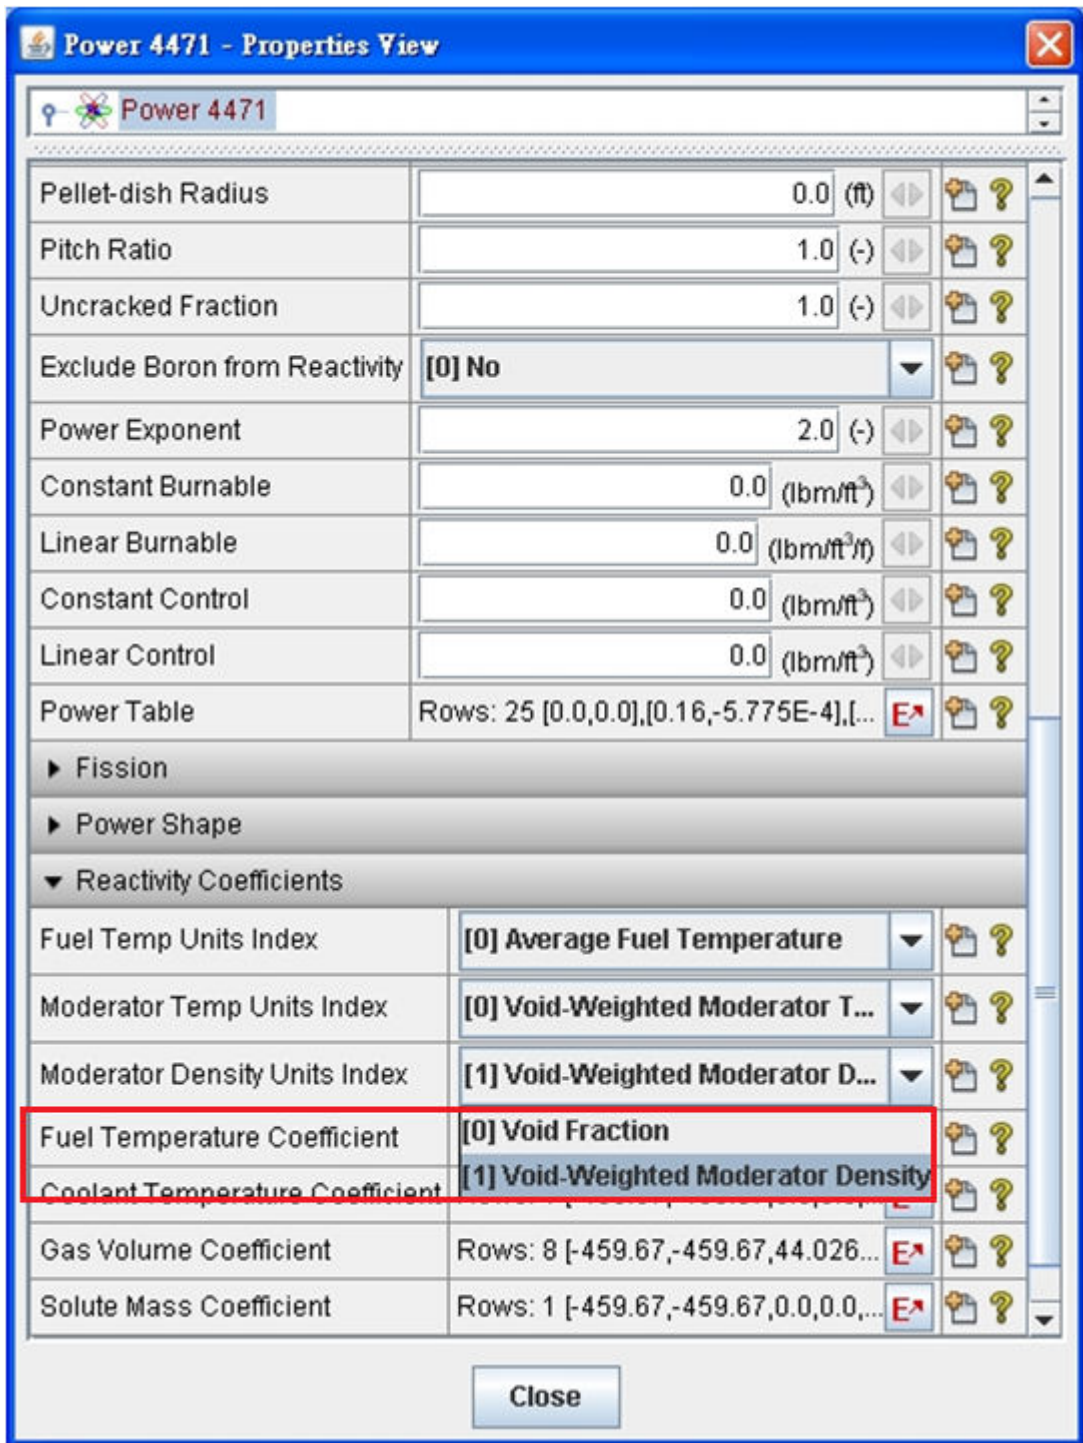 Power 4471 - Properties View
Power 4471
Pellet-dish Radius 0.0 (ft)
Pitch Ratio 1.0 (-)
Uncracked Fraction 1.0 (-)
Exclude Boron from Reactivity [0] No
Power Exponent 2.0 (-)
Constant Burnable 0.0 (lbm/ft³)
Linear Burnable 0.0 (lbm/ft³/f)
Constant Control 0.0 (lbm/ft³)
Linear Control 0.0 (lbm/ft³)
Power Table Rows: 25 [0.0,0.0],[0.16,-5.775E-4],[... E
Fission
Power Shape
Reactivity Coefficients
Fuel Temp Units Index [0] Average Fuel Temperature
Moderator Temp Units Index [0] Void-Weighted Moderator T...
Moderator Density Units Index [1] Void-Weighted Moderator D...
Fuel Temperature Coefficient [0] Void Fraction
Coolant Temperature Coefficient [1] Void-Weighted Moderator Density
Gas Volume Coefficient Rows: 8 [-459.67,-459.67,44.026... E
Solute Mass Coefficient Rows: 1 [-459.67,-459.67,0.0,0.0,... E
Close